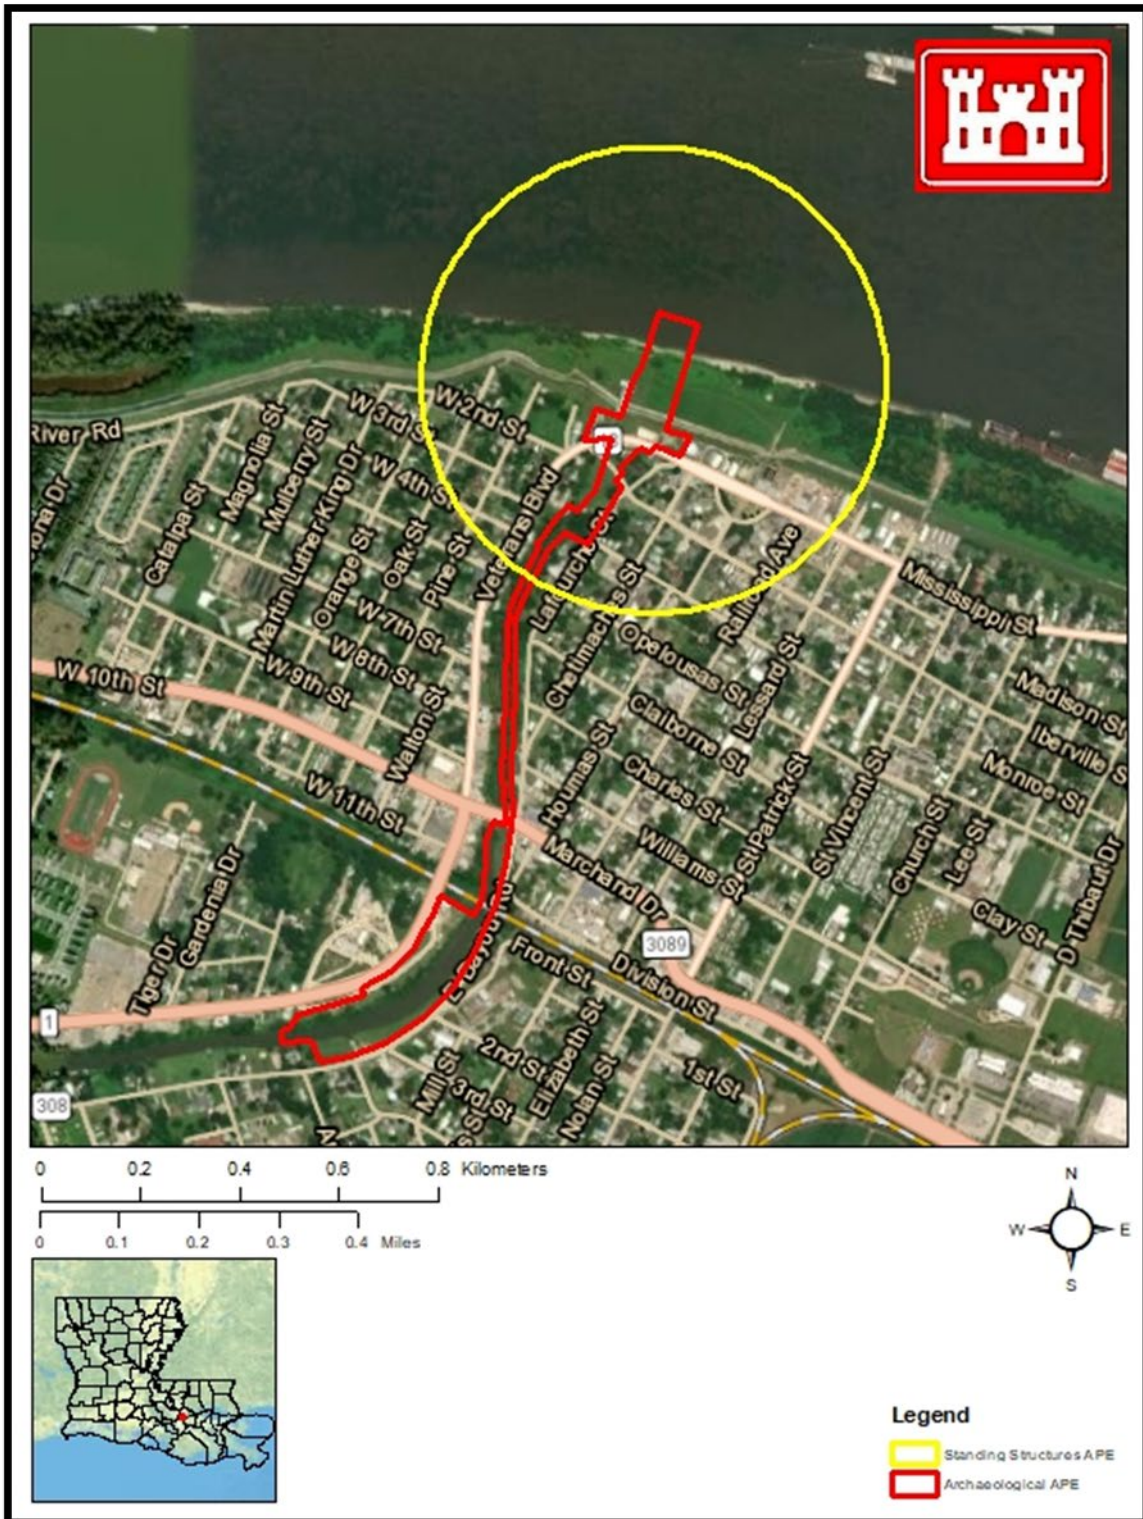 W 2nd St
W 3rd St
River Rd
W 4th St
Magnolia St
Mulberry St
Martin Luther King Dr
Catalpa St
Orange St
Oak St
Pine St
Veterans Blvd
Railroad Ave
Mississippi St
W 7th St
W 8th St
W 9th St
W 10th St
Chetimaches St
Opelousas St
Lessard St
Madison St
Iberville S
Claiborne St
Walton St
Houmas St
Charles St
Monroe St
W 11th St
St Patrick St
St Vincent St
Church St
Lee St
Williams St
Marchand Dr
D Thibaut Dr
Gardenia Dr
Clay St
Tiger Dr
3089
Front St
Division St
1
Elizabeth St
2nd St
1st St
Mill St
3rd St
Nolan St
308
0 0.2 0.4 0.6 0.8 Kilometers
0 0.1 0.2 0.3 0.4 Miles
N
W E
S
Legend
Standing Structures APE
Archaeological APE